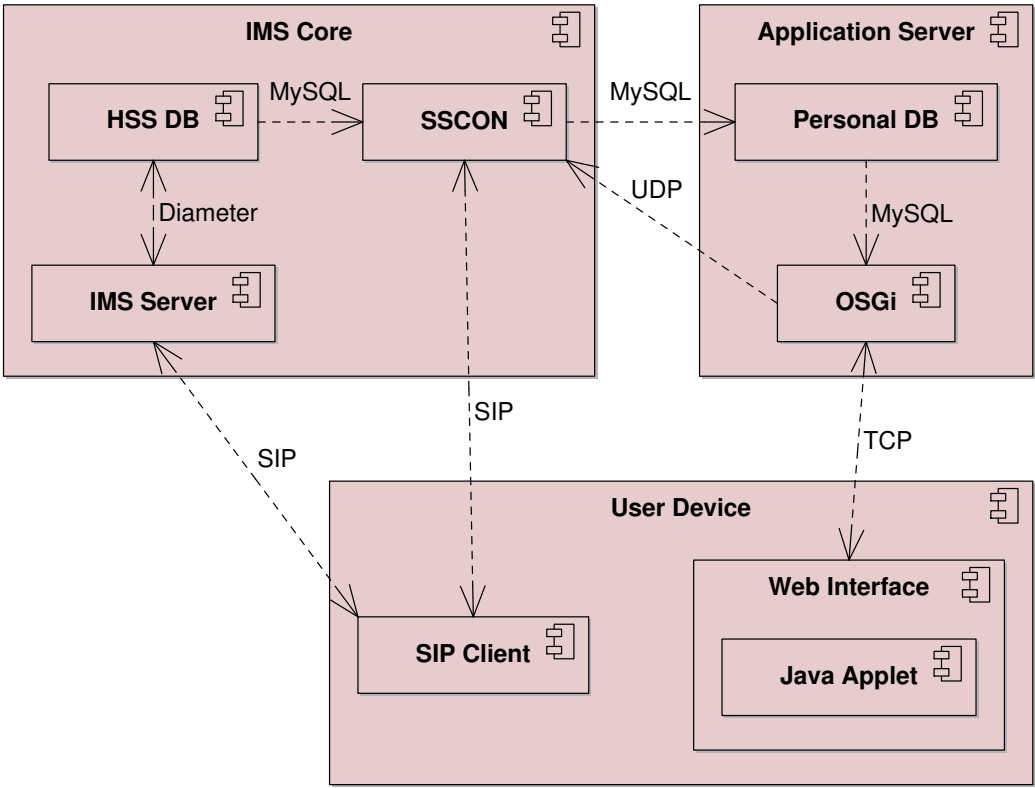 IMS Core
Application Server
HSS DB
MySQL
SSCON
MySQL
Personal DB
UDP
Diameter
MySQL
IMS Server
OSGi
SIP
TCP
SIP
User Device
Web Interface
SIP Client
Java Applet